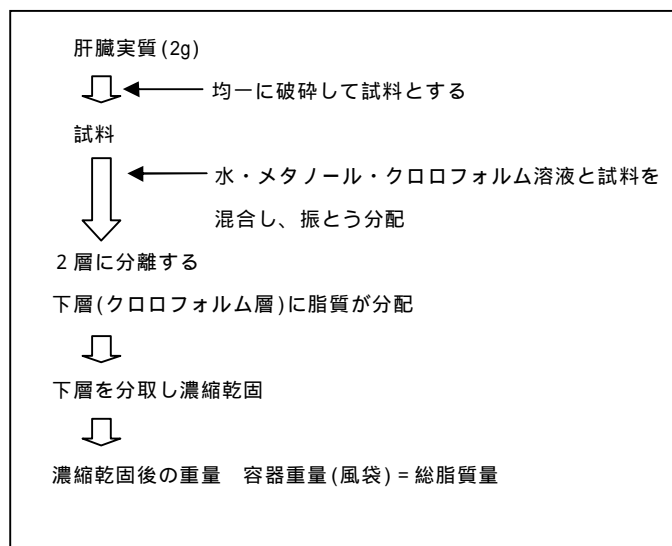 肝臓実質(2g)
均一に破砕して試料とする
試料
水・メタノール・クロロフォルム溶液と試料を
混合し、振とう分配
2層に分離する
下層(クロロフォルム層)に脂質が分配
下層を分取し濃縮乾固
濃縮乾固後の重量　容器重量(風袐)=総脂質量